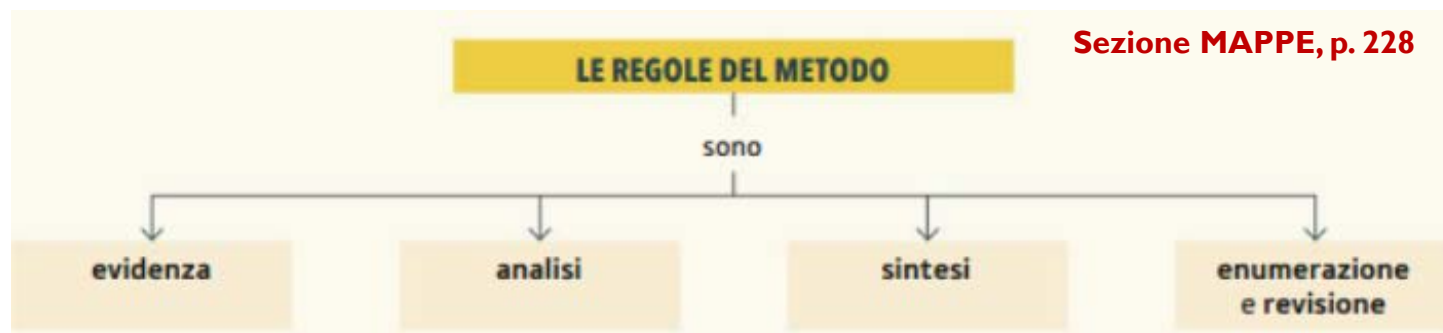 Sezione MAPPE, p. 228
LE REGOLE DEL METODO
sono
evidenza
analisi
sintesi
enumerazione
e revisione